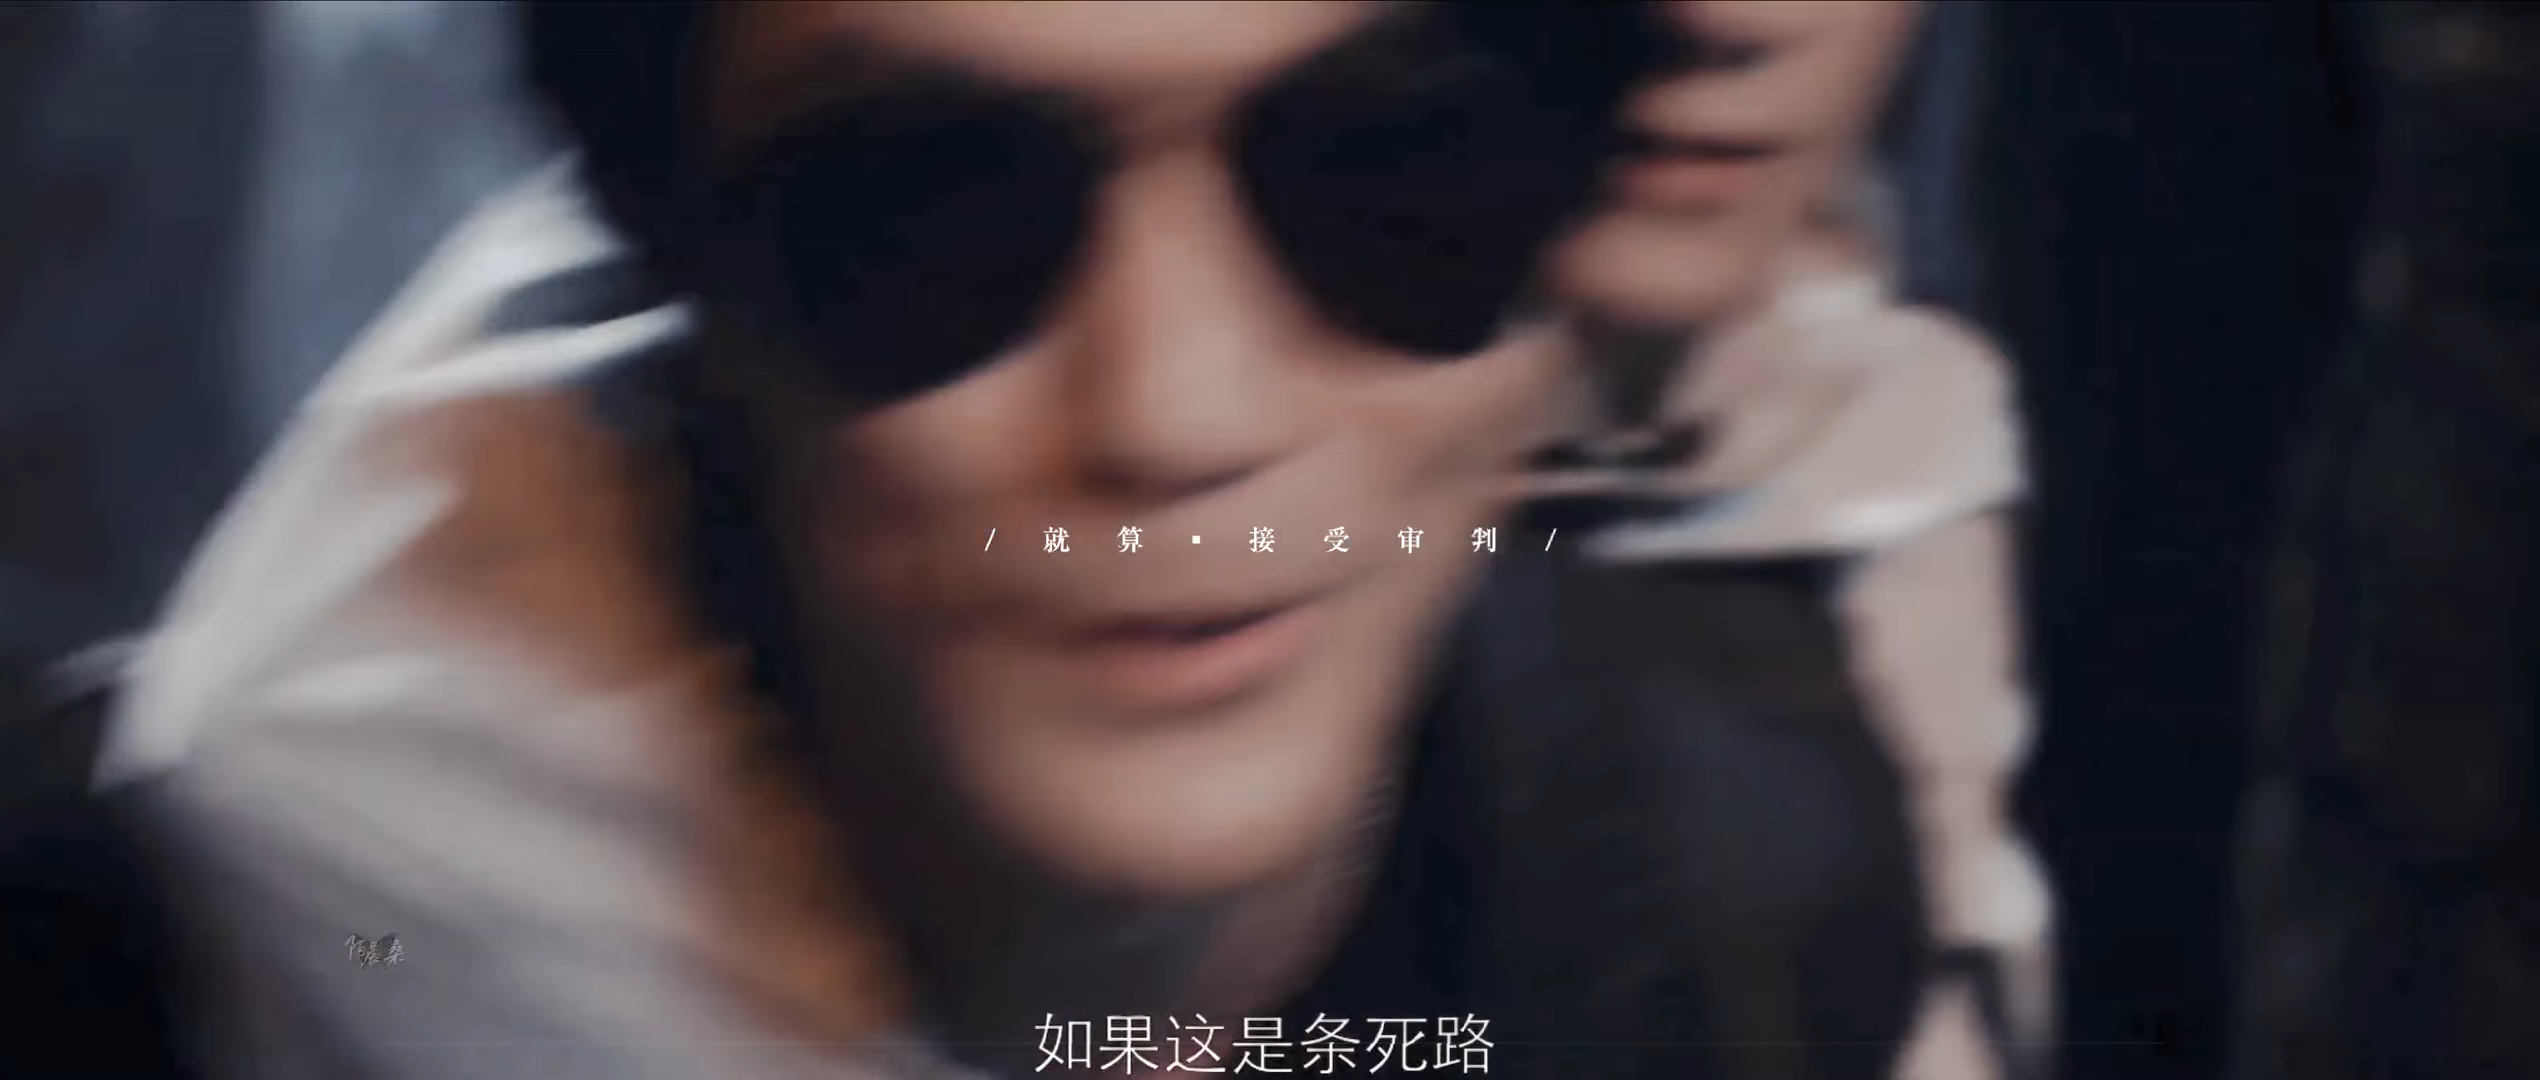 / 就 算 ▪ 接 受 审 判 /
如果这是条死路